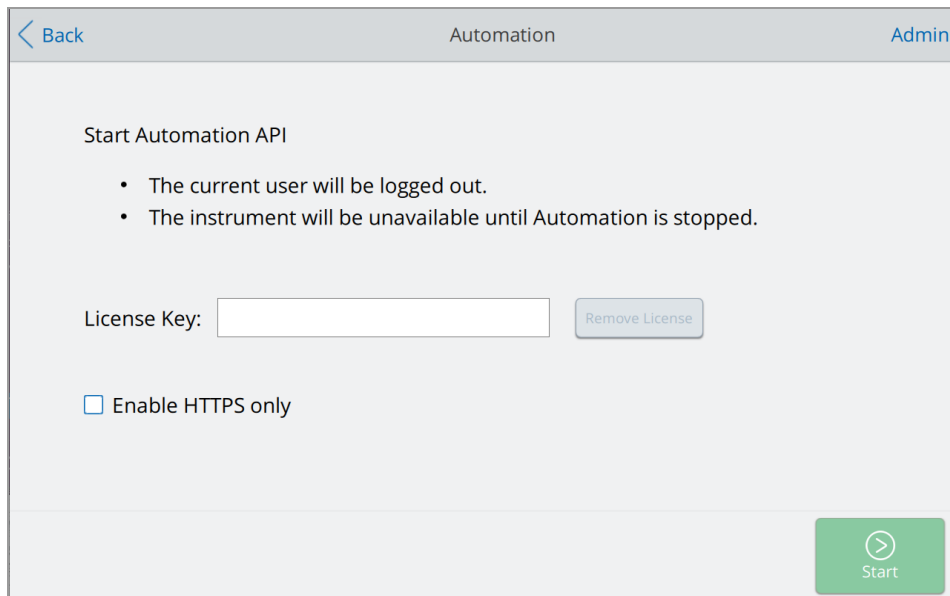 Back
Automation
Admin
Start Automation API
• The current user will be logged out.
• The instrument will be unavailable until Automation is stopped.
License Key:
Remove License
Enable HTTPS only
Start